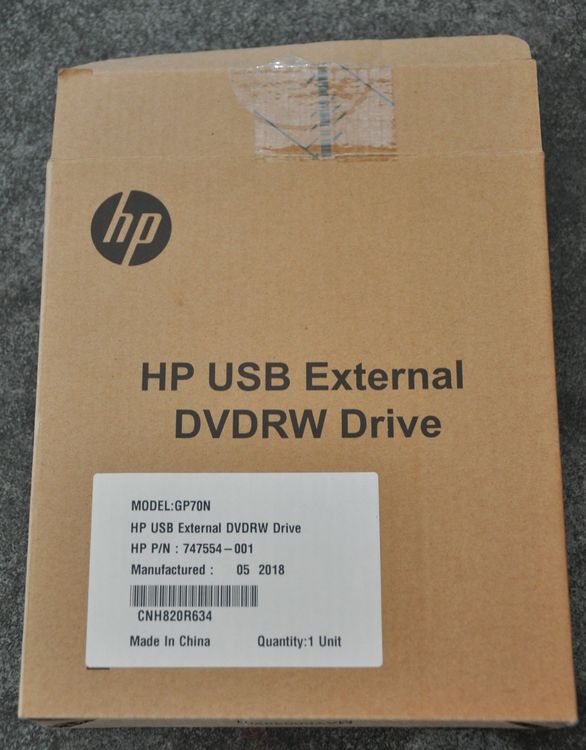 hp
HP USB External
DVDRW Drive
MODEL:GP70N
HP USB External DVDRW Drive
HP P/N : 747554-001
Manufactured : 05 2018
CNH820R634
Made In China Quantity:1 Unit